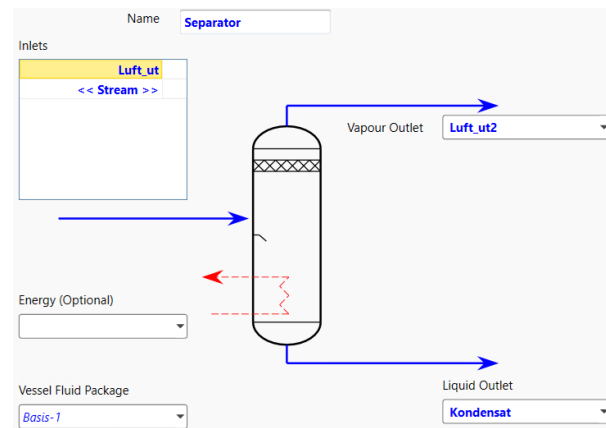 Name
Separator
Inlets
Luft_ut
<< Stream >>
Vapour Outlet
Luft_ut2
Energy (Optional)
Vessel Fluid Package
Basis-1
Liquid Outlet
Kondensat